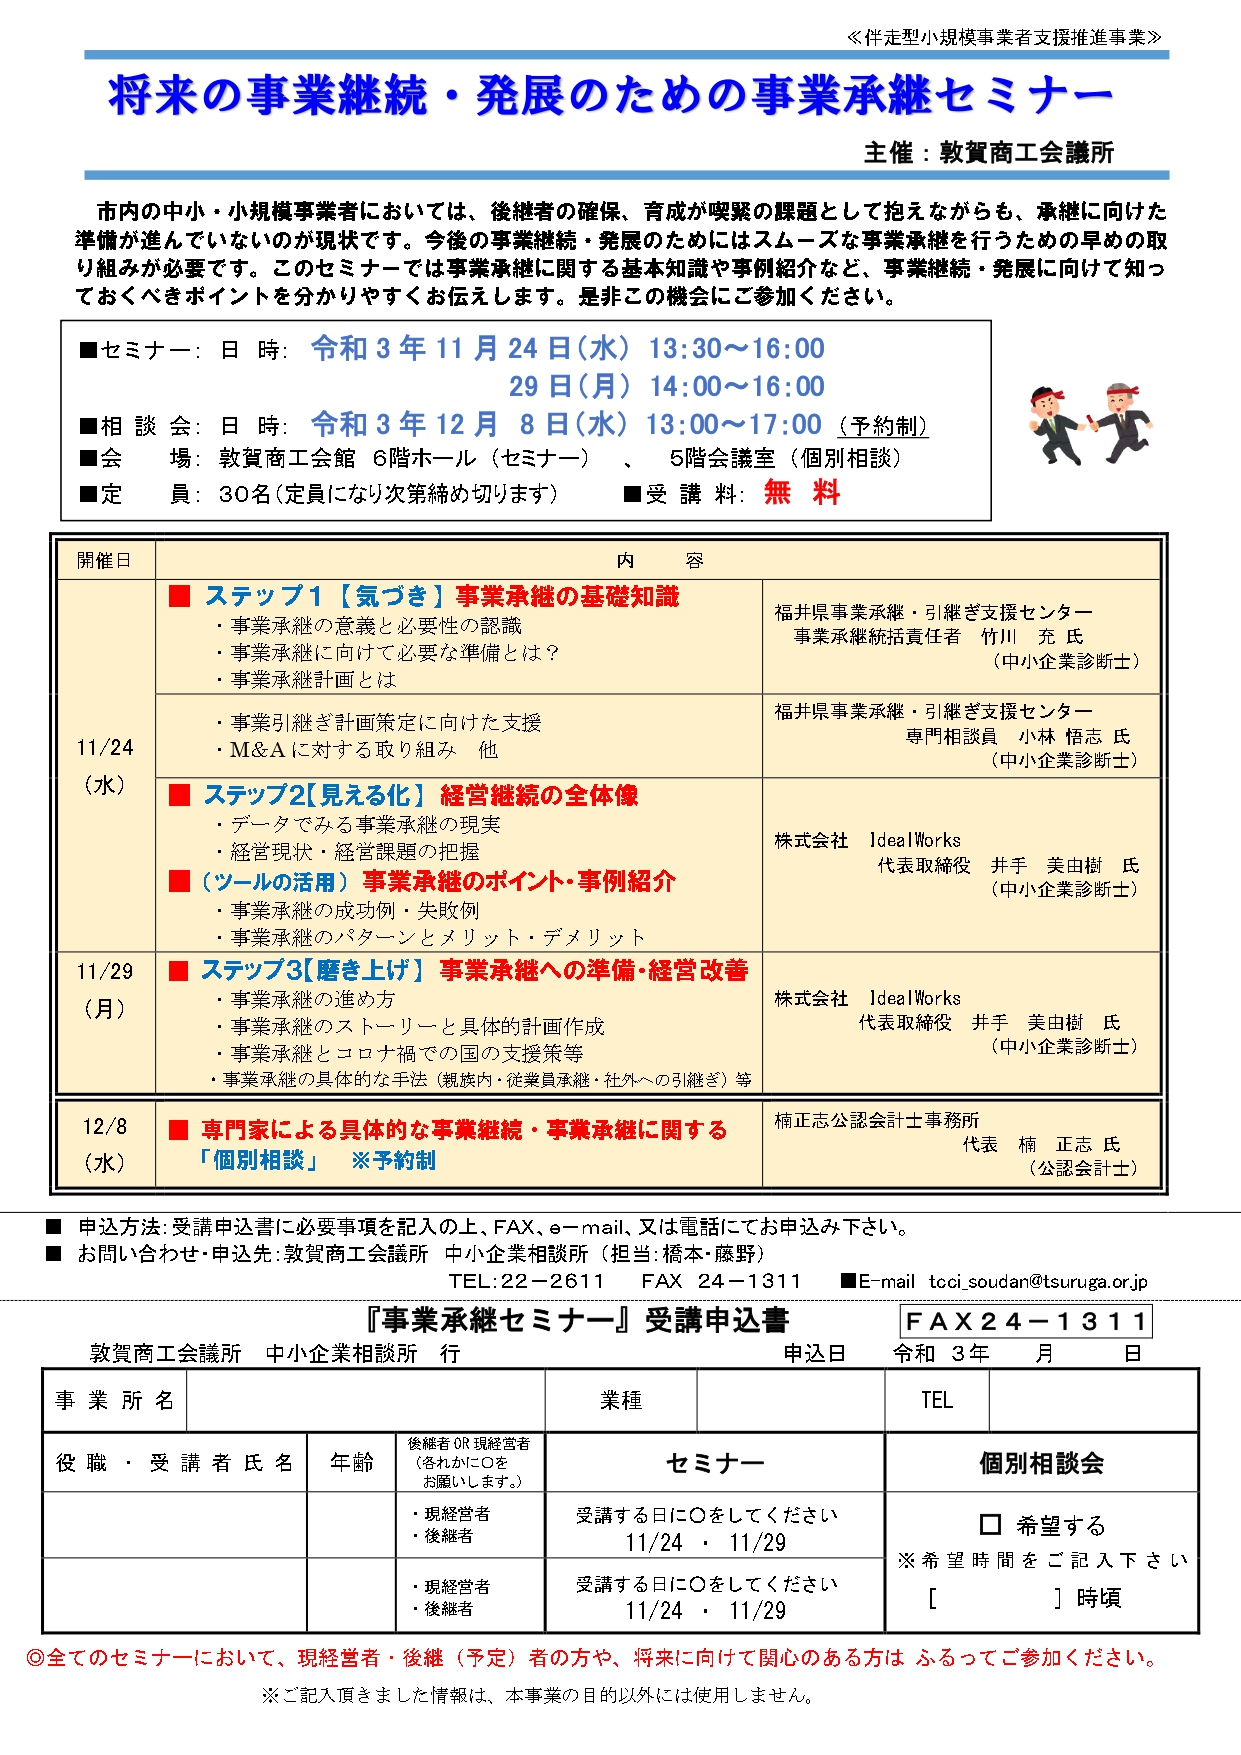 ≪伴走型小規模事業者支援推進事業≫
将来の事業継続・発展のための事業承継セミナー
主催：敦賀商工会議所
市内の中小・小規模事業者においては、後継者の確保、育成が喫緊の課題として抱えながらも、承継に向けた
準備が進んでいないのが現状です。今後の事業継続・発展のためにはスムーズな事業承継を行うための早めの取
り組みが必要です。このセミナーでは事業承継に関する基本知識や事例紹介など、事業継続・発展に向けて知っ
ておくべきポイントを分かりやすくお伝えします。是非この機会にご参加ください。
■セミナー： 日 時： 令和 3 年 11 月 24 日（水） 13：30～16：00
29 日（月） 14：00～16：00
■相 談 会： 日 時： 令和 3 年 12 月 8 日（水） 13：00～17：00 （予約制）
■会 場： 敦賀商工会館 6階ホール（セミナー） 、 5階会議室（個別相談）
■定 員： 30名（定員になり次第締め切ります） ■受 講 料： 無 料
開催日 内 容
11/24
（水）
■ ステップ１【気づき】事業承継の基礎知識
・事業承継の意義と必要性の認識
・事業承継に向けて必要な準備とは？
・事業承継計画とは
福井県事業承継・引継ぎ支援センター
事業承継統括責任者 竹川 充 氏
（中小企業診断士）
・事業引継ぎ計画策定に向けた支援
・M&A に対する取り組み 他
福井県事業承継・引継ぎ支援センター
専門相談員 小林 悟志 氏
（中小企業診断士）
■ ステップ2【見える化】 経営継続の全体像
・データでみる事業承継の現実
・経営現状・経営課題の把握
■（ツールの活用）事業承継のポイント・事例紹介
・事業承継の成功例・失敗例
・事業承継のパターンとメリット・デメリット
株式会社 IdealWorks
代表取締役 井手 美由樹 氏
（中小企業診断士）
11/29
（月）
■ ステップ3【磨き上げ】 事業承継への準備・経営改善
・事業承継の進め方
・事業承継のストーリーと具体的計画作成
・事業承継とコロナ禍での国の支援策等
・事業承継の具体的な手法（親族内・従業員承継・社外への引継ぎ）等
株式会社 IdealWorks
代表取締役 井手 美由樹 氏
（中小企業診断士）
12/8
（水）
■ 専門家による具体的な事業継続・事業承継に関する
「個別相談」 ※予約制
楠正志公認会計士事務所
代表 楠 正志 氏
（公認会計士）
■ 申込方法：受講申込書に必要事項を記入の上、FAX、e－mail、又は電話にてお申込み下さい。
■ お問い合わせ・申込先：敦賀商工会議所 中小企業相談所（担当：橋本・藤野）
TEL：22－2611 FAX 24－1311 ■E-mail tcci_soudan@tsuruga.or.jp
『事業承継セミナー』受講申込書 ＦＡＸ２４－１３１１
敦賀商工会議所 中小企業相談所 行 申込日 令和 3年 月 日
事 業 所 名 業種 TEL
役 職 ・ 受 講 者 氏 名 年齢
後継者 OR 現経営者
（各れかに〇を
お願いします。）
セミナー 個別相談会
・現経営者
・後継者
受講する日に〇をしてください
11/24 ・ 11/29
・現経営者
・後継者
受講する日に〇をしてください
11/24 ・ 11/29
□ 希望する
※希望時間をご記入下さい
［ ］時頃
◎全てのセミナーにおいて、現経営者・後継（予定）者の方や、将来に向けて関心のある方は ふるってご参加ください。
※ご記入頂きました情報は、本事業の目的以外には使用しません。